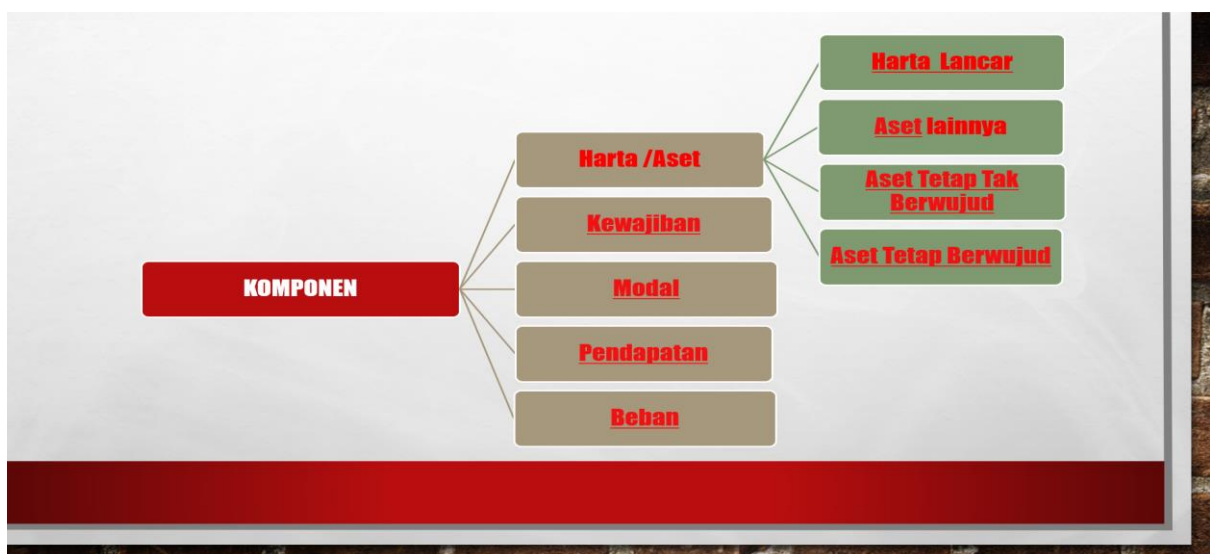 KOMPONEN
Harta /Aset
Kewajiban
Modal
Pendapatan
Beban
Harta Lancar
Aset lainnya
Aset Tetap Tak
Berwujud
Aset Tetap Berwujud